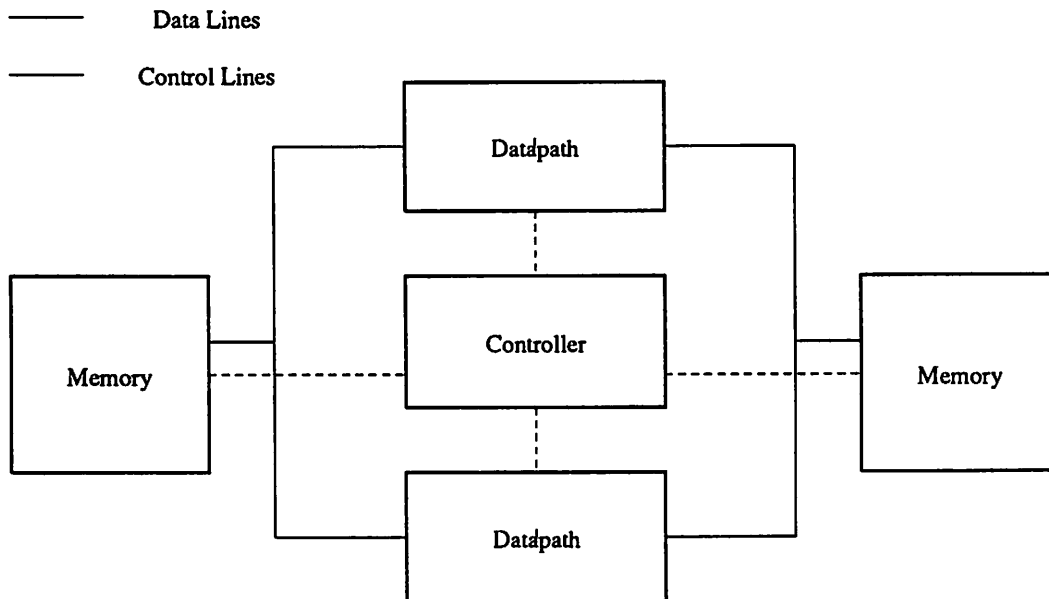 Data Lines
Control Lines
Datapath
Controller
Memory
Memory
Datapath